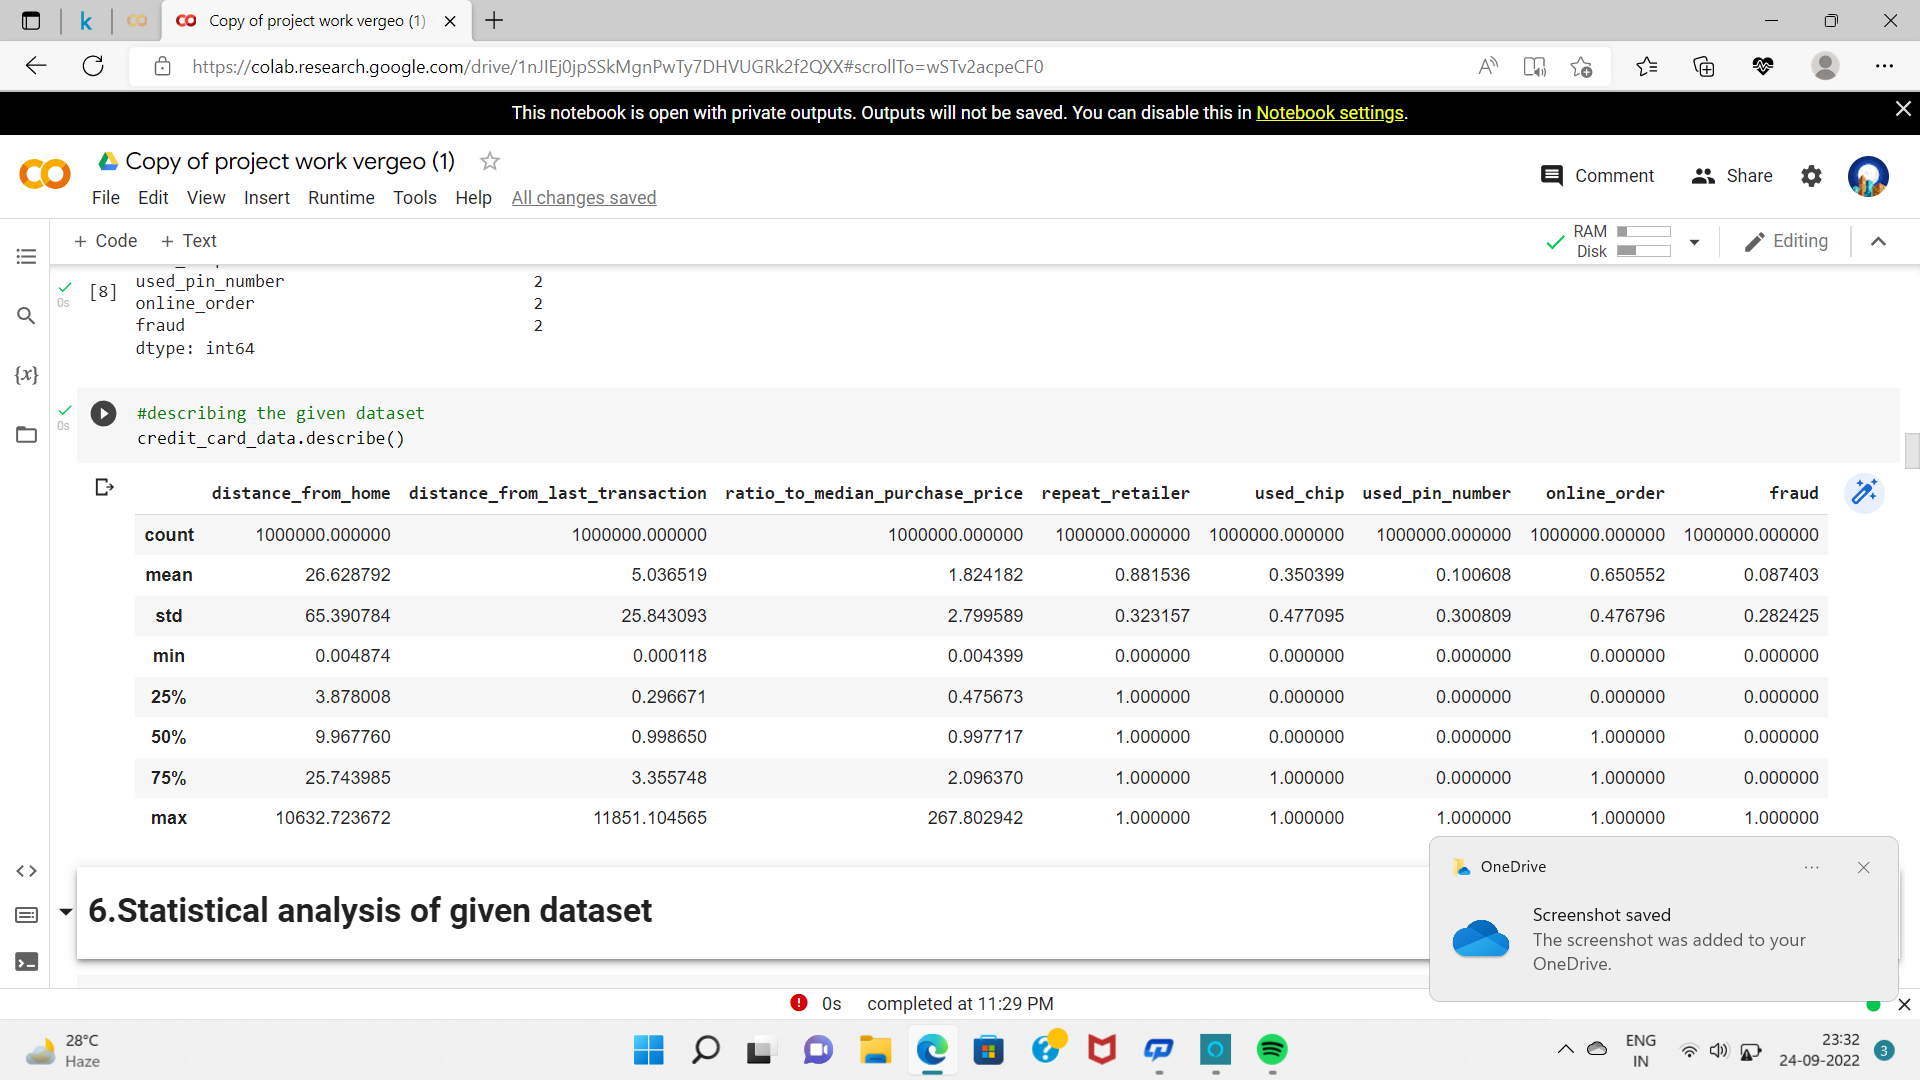 Copy of project work vergeo (1)
https://colab.research.google.com/drive/1nJIEj0jpSSkMgnPwTy7DHVUGRk2f2QXX#scrollTo=wSTv2acpeCF0
This notebook is open with private outputs. Outputs will not be saved. You can disable this in Notebook settings.
Copy of project work vergeo (1)
Comment Share
File Edit View Insert Runtime Tools Help All changes saved
+ Code + Text
RAM
Disk
Editing
0s
[8]
used_pin_number 2
online_order 2
fraud 2
dtype: int64
0s
#describing the given dataset
credit_card_data.describe()
distance_from_home distance_from_last_transaction ratio_to_median_purchase_price repeat_retailer used_chip used_pin_number online_order fraud
count 1000000.000000 1000000.000000 1000000.000000 1000000.000000 1000000.000000 1000000.000000 1000000.000000 1000000.000000
mean 26.628792 5.036519 1.824182 0.881536 0.350399 0.100608 0.650552 0.087403
std 65.390784 25.843093 2.799589 0.323157 0.477095 0.300809 0.476796 0.282425
min 0.004874 0.000118 0.004399 0.000000 0.000000 0.000000 0.000000 0.000000
25% 3.878008 0.296671 0.475673 1.000000 0.000000 0.000000 0.000000 0.000000
50% 9.967760 0.998650 0.997717 1.000000 0.000000 0.000000 1.000000 0.000000
75% 25.743985 3.355748 2.096370 1.000000 1.000000 0.000000 1.000000 0.000000
max 10632.723672 11851.104565 267.802942 1.000000 1.000000 1.000000 1.000000 1.000000
6.Statistical analysis of given dataset
OneDrive
Screenshot saved
The screenshot was added to your
OneDrive.
0s completed at 11:29 PM
28°C
Haze
ENG
IN
23:32
24-09-2022
3